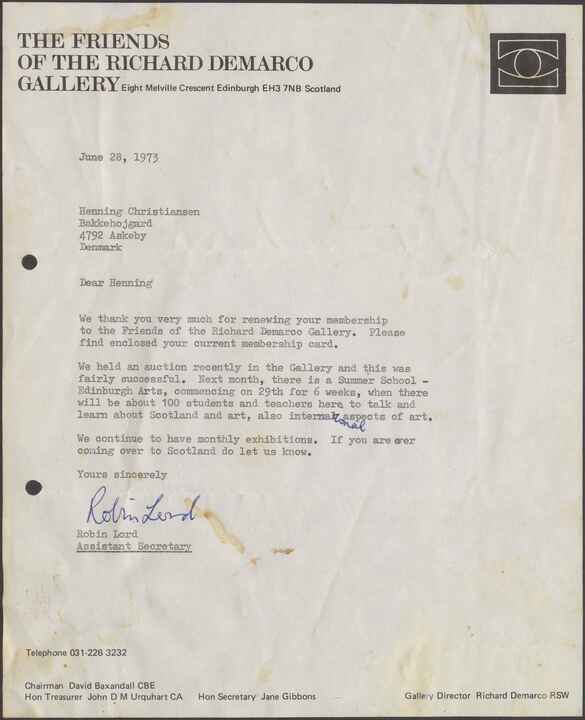 THE FRIENDS
OF THE RICHARD DEMARCO
GALLERY Eight Melville Crescent Edinburgh EH3 7NB Scotland
June 28, 1973
Henning Christiansen
Bakkehojgard
4792 Askeby
Denmark
Dear Henning
We thank you very much for renewing your membership
to the Friends of the Richard Demarco Gallery. Please
find enclosed your current membership card.
We held an auction recently in the Gallery and this was
fairly successful. Next month, there is a Summer School -
Edinburgh Arts, commencing on 29th for 6 weeks, when there
will be about 100 students and teachers here to talk and
learn about Scotland and art, also international aspects of art.
We continue to have monthly exhibitions. If you are ever
coming over to Scotland do let us know.
Yours sincerely
Robin Lord
Robin Lord
Assistant Secretary
Telephone 031-226 3232
Chairman David Baxandall CBE
Hon Treasurer John D M Urquhart CA Hon Secretary Jane Gibbons Gallery Director Richard Demarco RSW